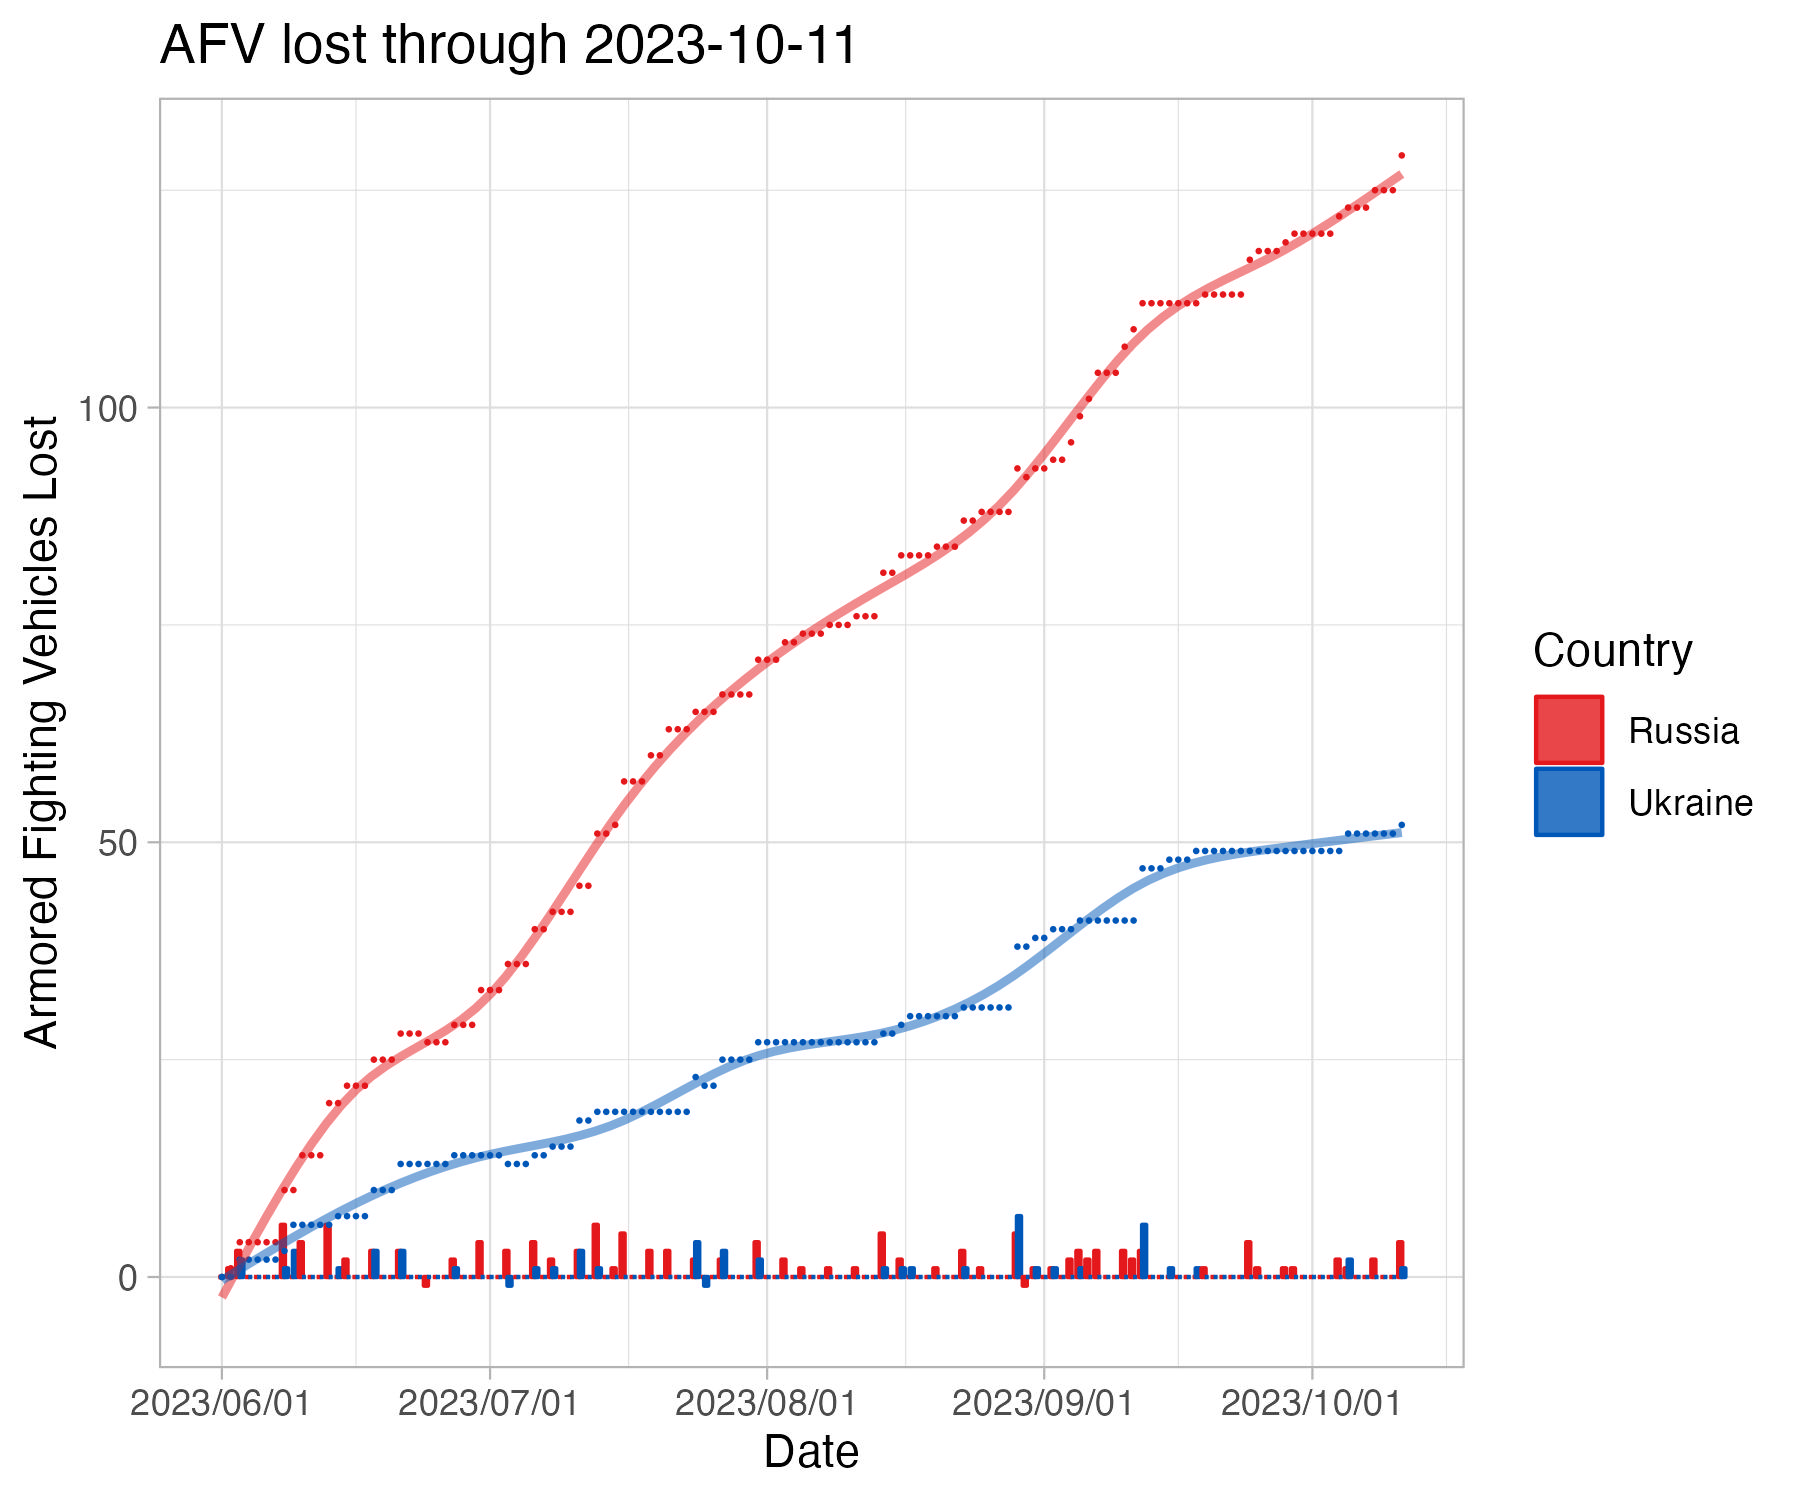 AFV lost through 2023-10-11
Armored Fighting Vehicles Lost
100
50
0
2023/06/01
2023/07/01
2023/08/01
2023/09/01
2023/10/01
Date
Country
Russia
Ukraine